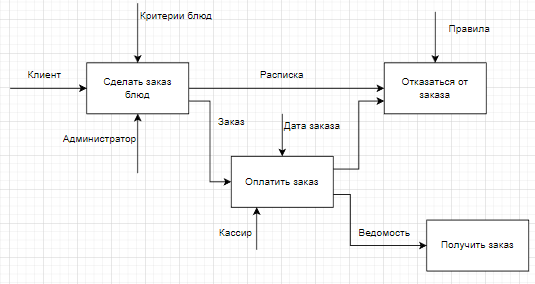 Критерии блюд
Правила
Клиент
Сделать заказ
блюд
Расписка
Отказаться от
заказа
Заказ
Дата заказа
Администратор
Оплатить заказ
Кассир
Ведомость
Получить заказ